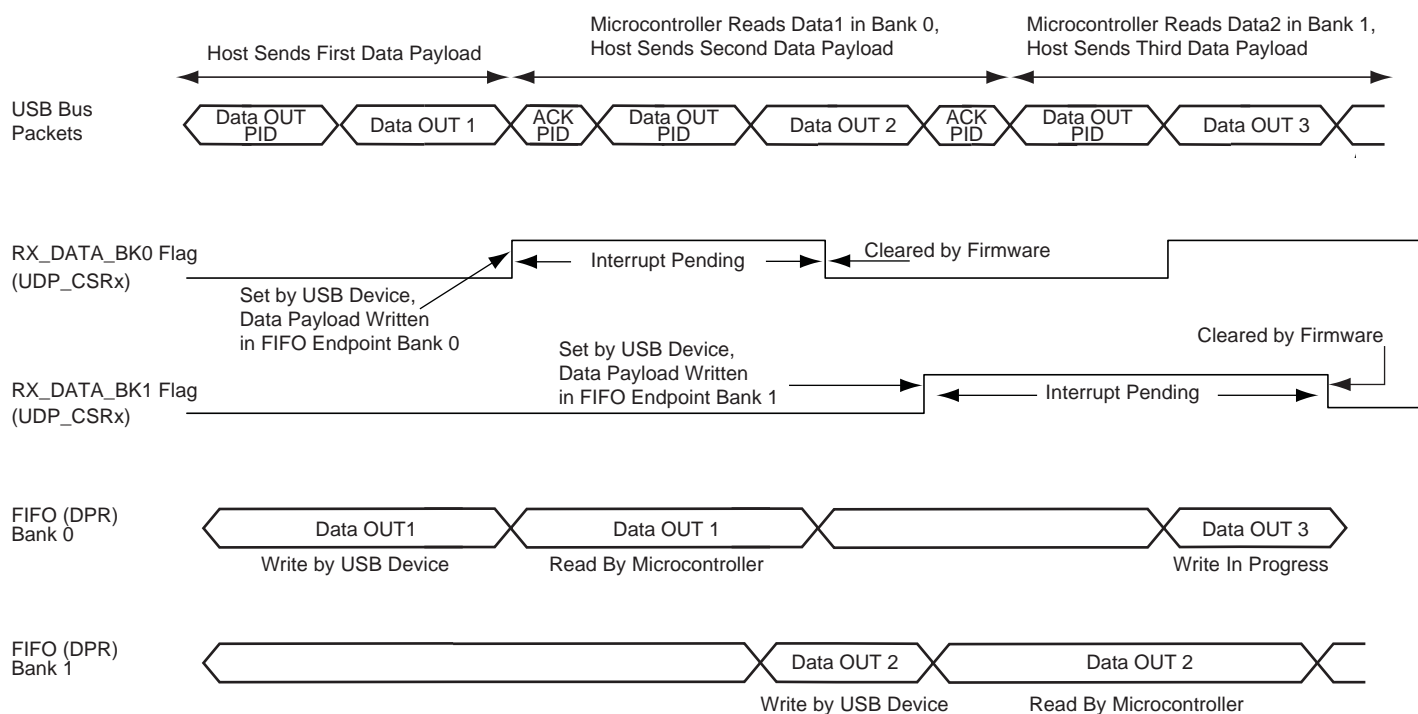 Host Sends First Data Payload
Microcontroller Reads Data1 in Bank 0,
Host Sends Second Data Payload
Microcontroller Reads Data2 in Bank 1,
Host Sends Third Data Payload
USB Bus
Packets
Data OUT
PID
Data OUT 1
ACK
PID
Data OUT
PID
Data OUT 2
ACK
PID
Data OUT
PID
Data OUT 3
RX_DATA_BK0 Flag
(UDP_CSRx)
Interrupt Pending
Cleared by Firmware
Set by USB Device,
Data Payload Written
in FIFO Endpoint Bank 0
Cleared by Firmware
Set by USB Device,
Data Payload Written
in FIFO Endpoint Bank 1
RX_DATA_BK1 Flag
(UDP_CSRx)
Interrupt Pending
FIFO (DPR)
Bank 0
Data OUT1
Data OUT 1
Data OUT 3
Write by USB Device
Read By Microcontroller
Write In Progress
FIFO (DPR)
Bank 1
Data OUT 2
Data OUT 2
Write by USB Device
Read By Microcontroller